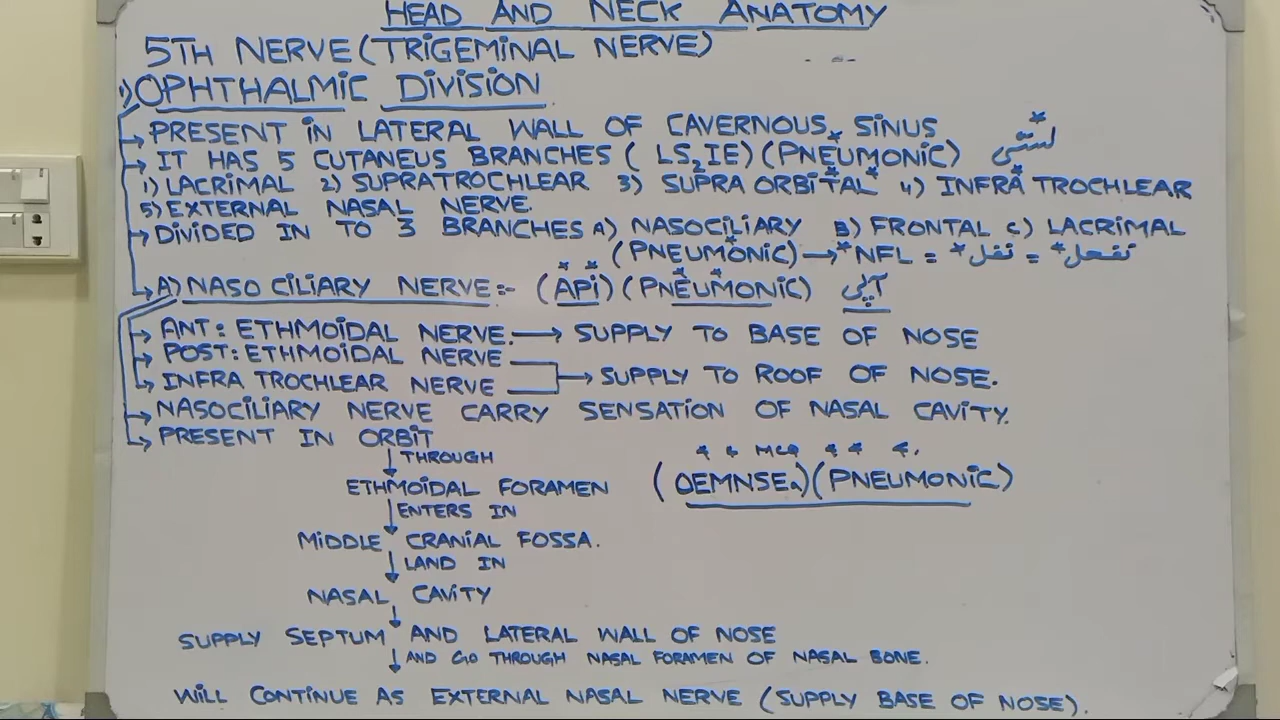 HEAD AND NECK ANATOMY
5TH NERVE (TRIGEMINAL NERVE)
1) OPHTHALMIC DIVISION
PRESENT IN LATERAL WALL OF CAVERNOUS SINUS
IT HAS 5 CUTANEUS BRANCHES ( LS₂IE) (PNEUMONIC)
1) LACRIMAL 2) SUPRATROCHLEAR 3) SUPRA ORBITAL 4) INFRA TROCHLEAR
5) EXTERNAL NASAL NERVE.
DIVIDED IN TO 3 BRANCHES A) NASOCILIARY B) FRONTAL C) LACRIMAL
(PNEUMONIC) → *NFL = *نفل = *نفعل
A) NASO CILIARY NERVE:- (API) (PNEUMONIC) آپی
ANT: ETHMOIDAL NERVE. → SUPPLY TO BASE OF NOSE
POST: ETHMOIDAL NERVE
INFRA TROCHLEAR NERVE → SUPPLY TO ROOF OF NOSE.
NASOCILIARY NERVE CARRY SENSATION OF NASAL CAVITY.
PRESENT IN ORBIT
↓ THROUGH
* * MCQ * *
ETHMOIDAL FORAMEN (OEMNSE) (PNEUMONIC)
↓ ENTERS IN
MIDDLE CRANIAL FOSSA.
↓ LAND IN
NASAL CAVITY
↓
SUPPLY SEPTUM AND LATERAL WALL OF NOSE
↓ AND GO THROUGH NASAL FORAMEN OF NASAL BONE.
WILL CONTINUE AS EXTERNAL NASAL NERVE (SUPPLY BASE OF NOSE).